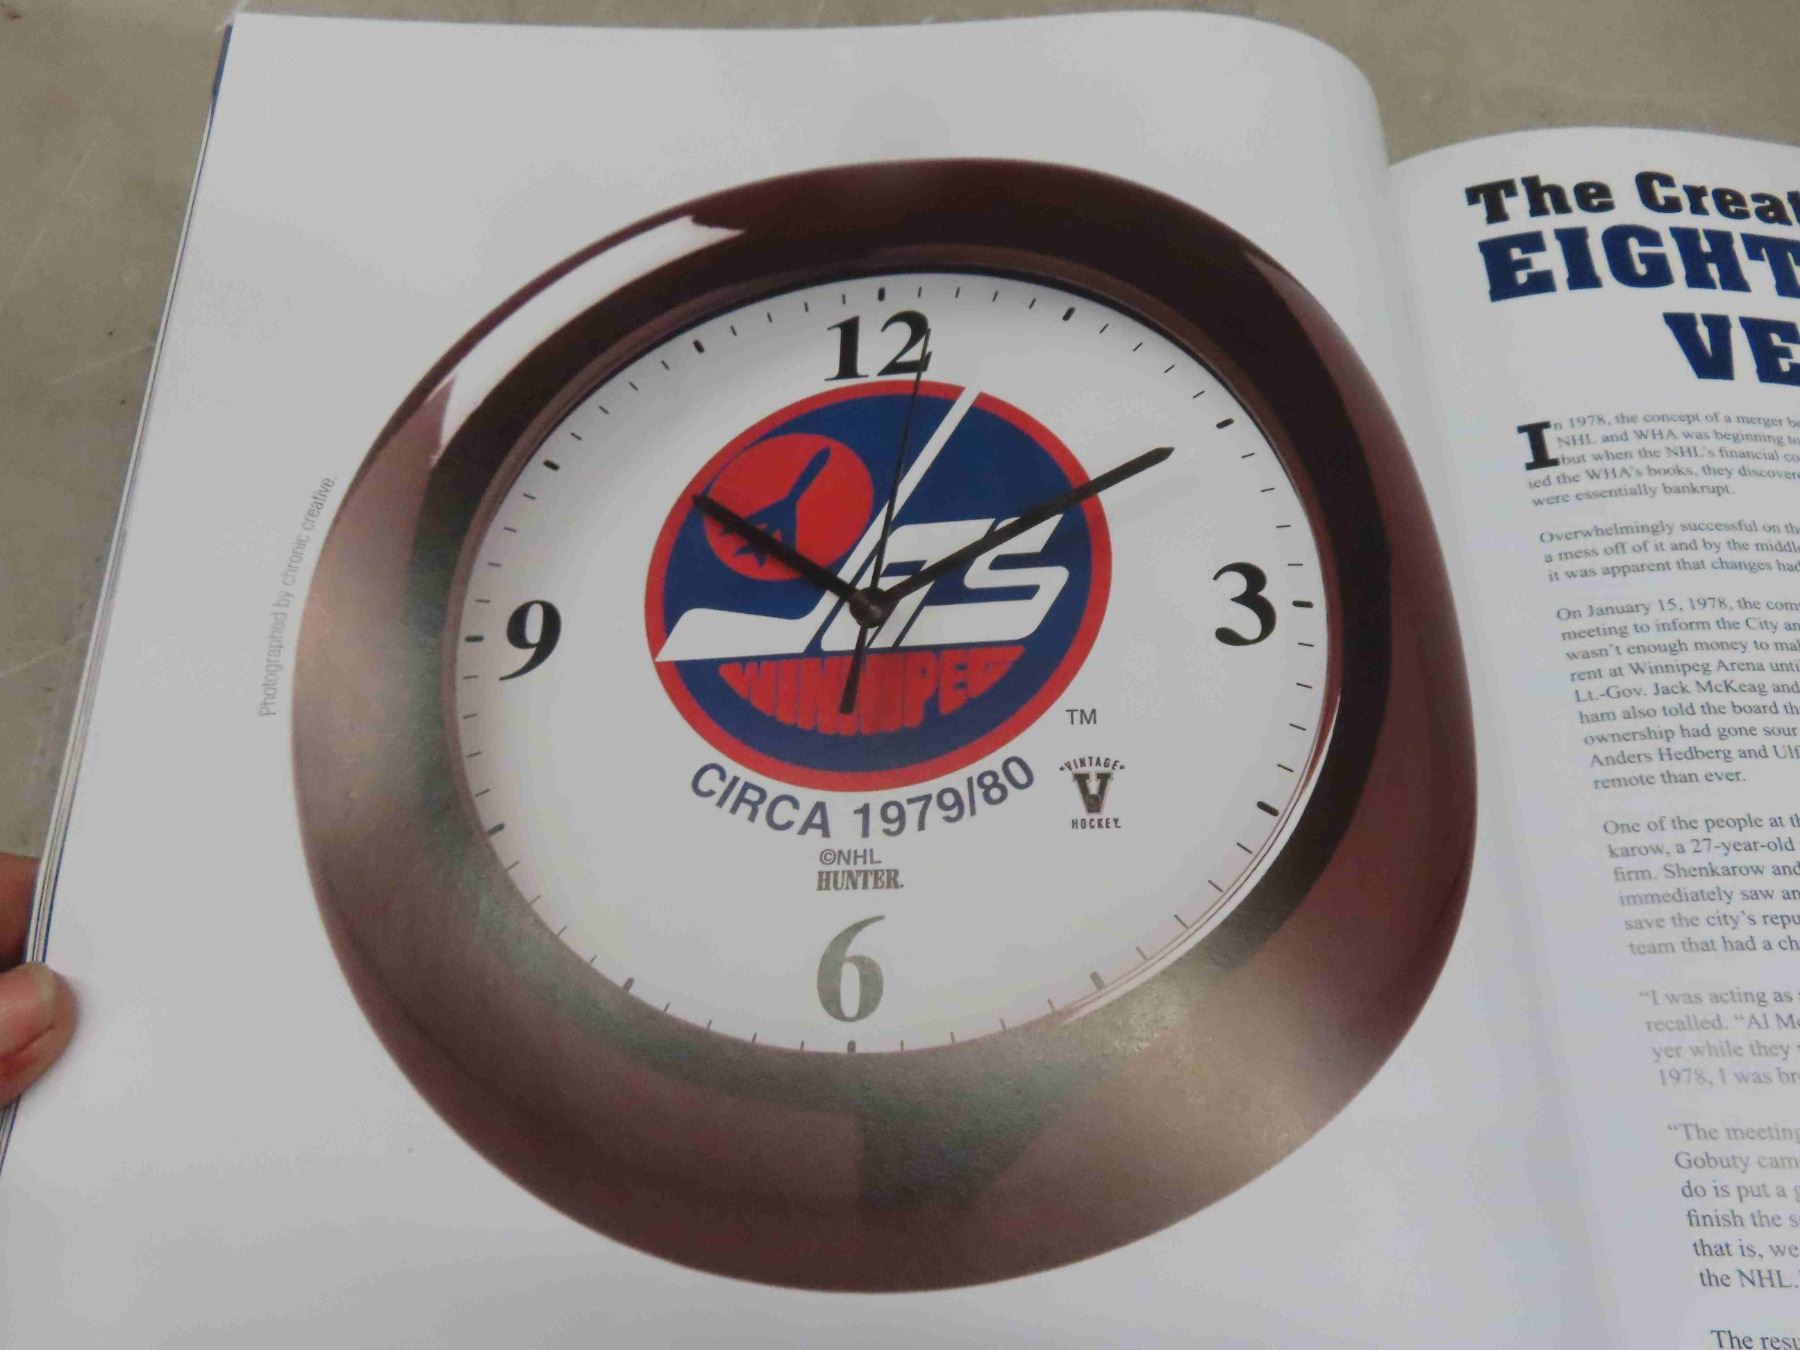 Photographed by chronic creative.
12
9
3
6
JETS
WINNIPEG
TM
CIRCA 1979/80
VINTAGE
V
HOCKEY
©NHL
HUNTER.
The Creat
EIGHT
VE
In 1978, the concept of a merger be
NHL and WHA was beginning to
but when the NHL's financial co
ied the WHA's books, they discovere
were essentially bankrupt.
Overwhelmingly successful on the
a mess off of it and by the middle
it was apparent that changes had
On January 15, 1978, the com
meeting to inform the City an
wasn't enough money to mak
rent at Winnipeg Arena unti
Lt.-Gov. Jack McKeag and
ham also told the board th
ownership had gone sour
Anders Hedberg and Ulf
remote than ever.
One of the people at th
karow, a 27-year-old
firm. Shenkarow and
immediately saw an
save the city's repu
team that had a ch
"I was acting as
recalled. "Al Mc
yer while they
1978, I was bro
"The meeting
Gobuty cam
do is put a g
finish the s
that is, we
the NHL.
The resu